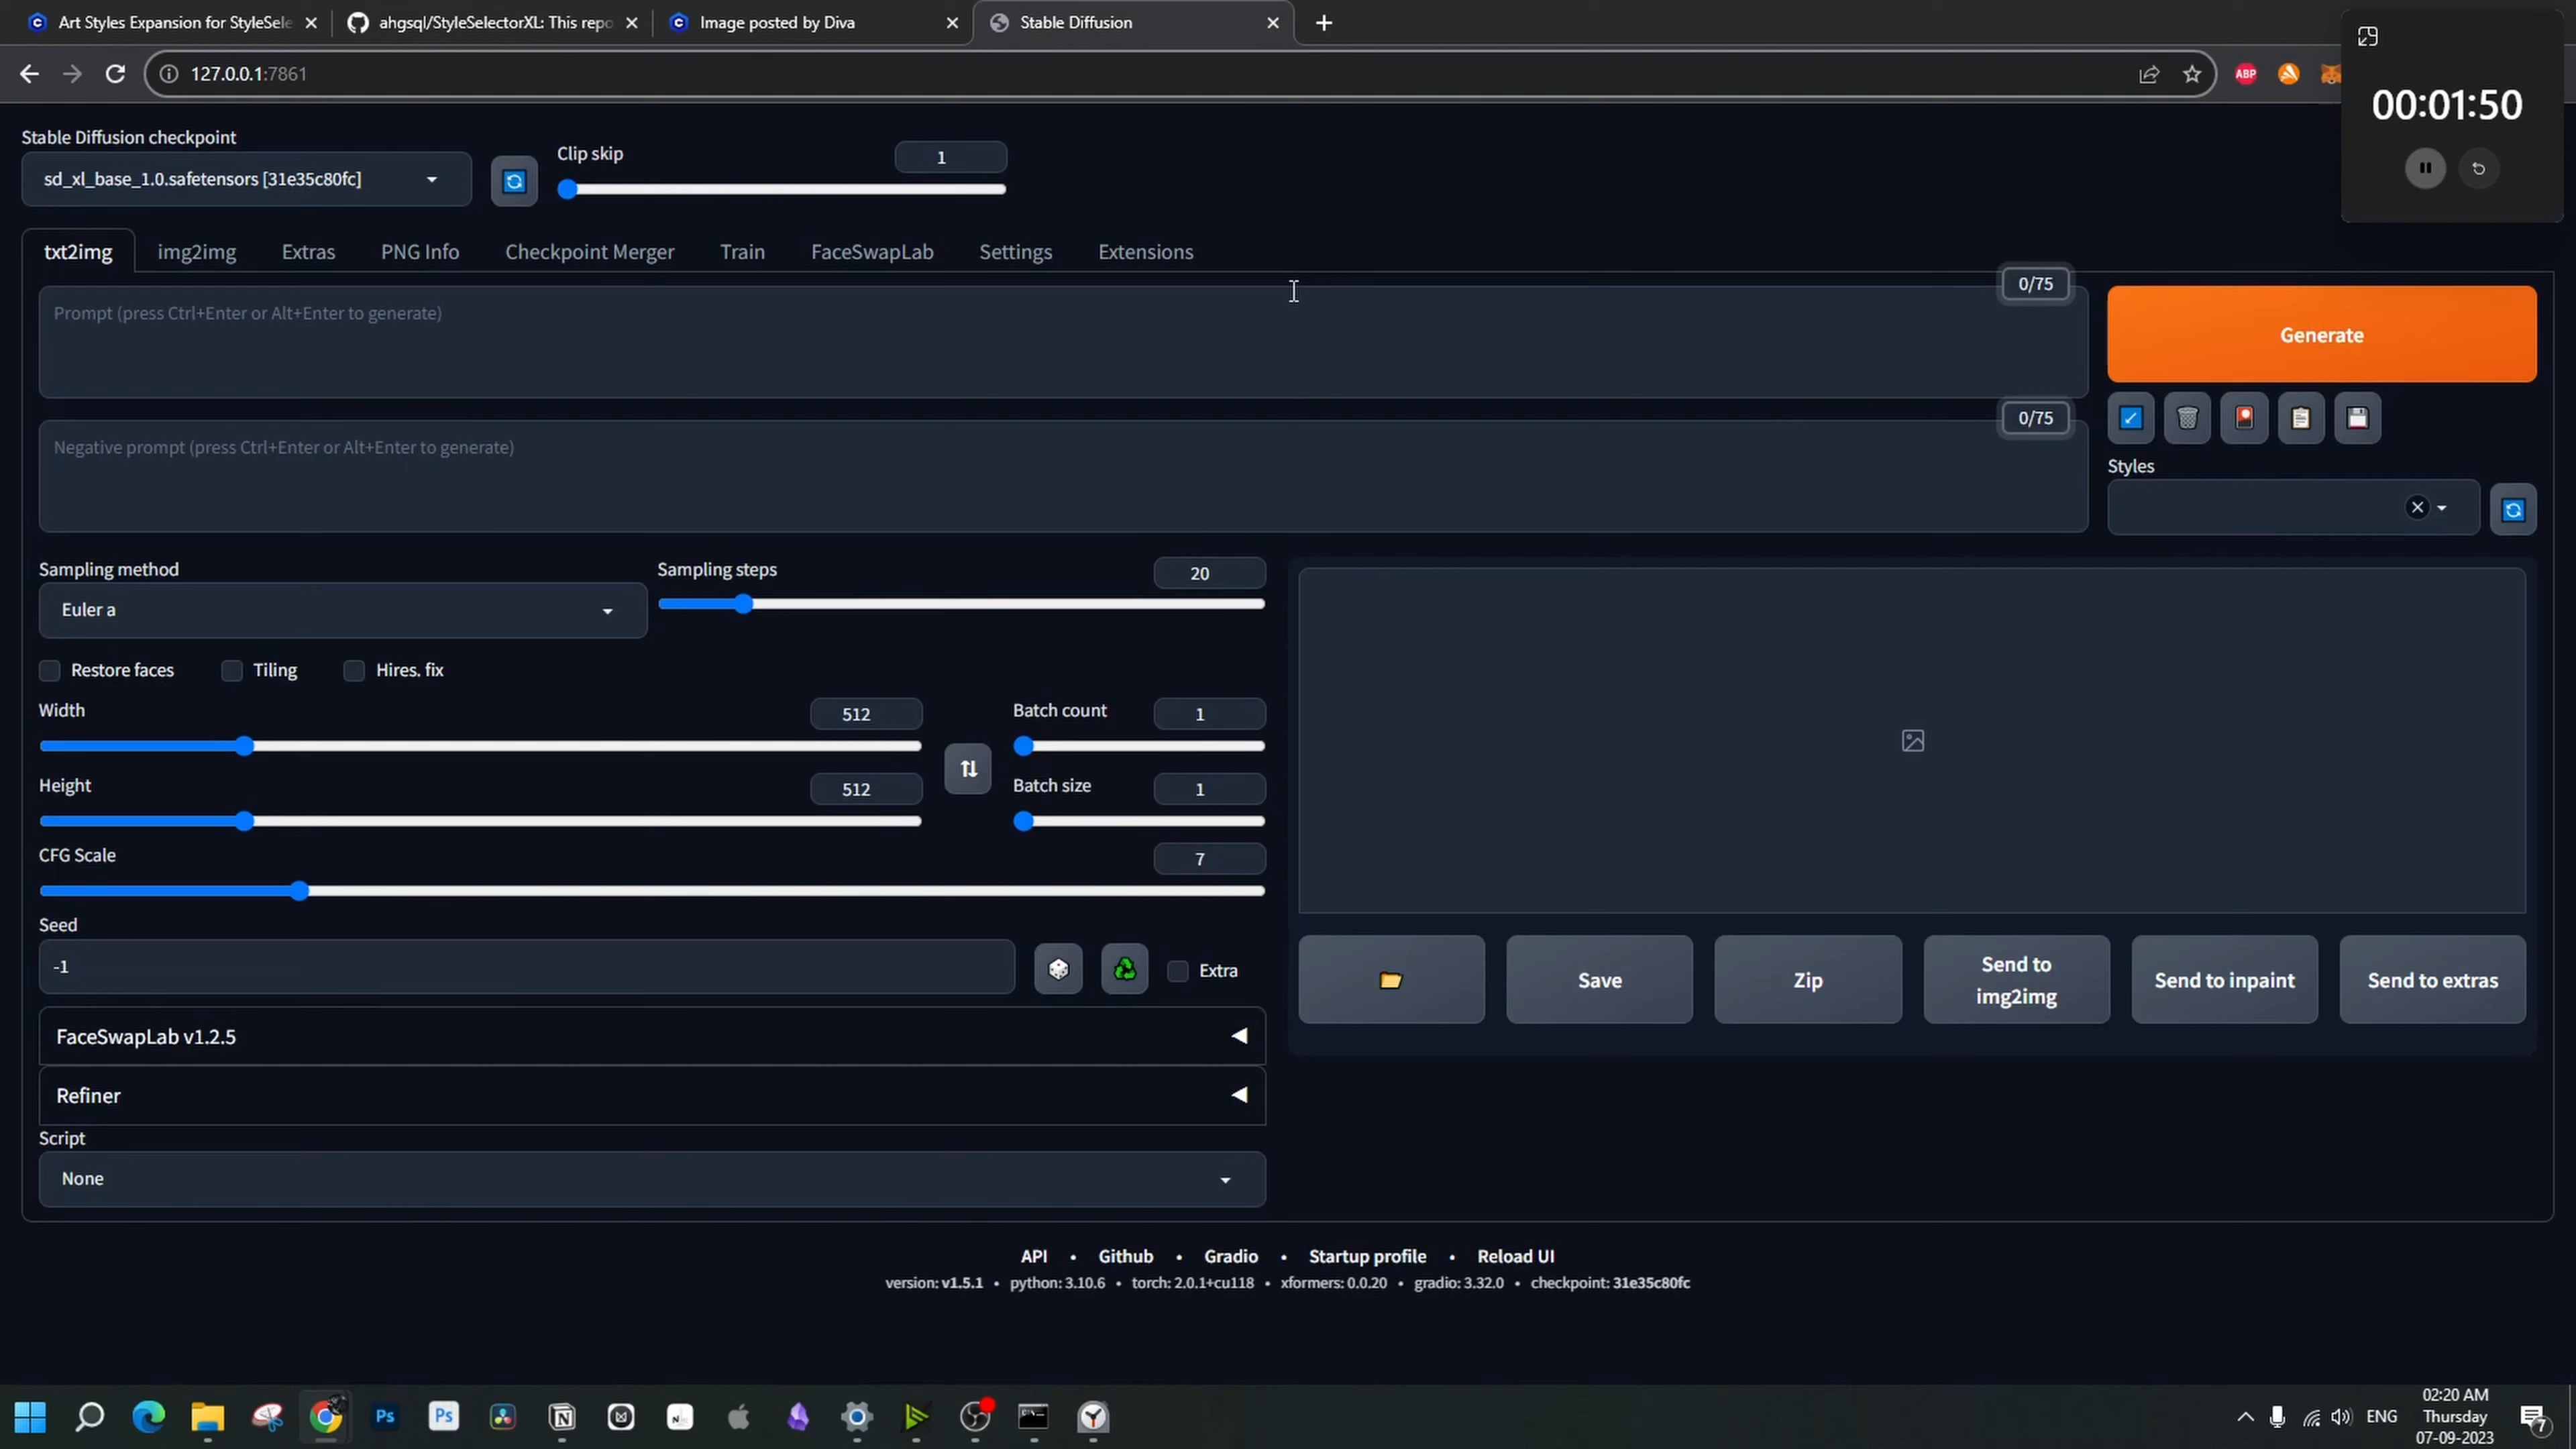 Art Styles Expansion for StyleSele
ahgsql/StyleSelectorXL: This repo
Image posted by Diva
Stable Diffusion
127.0.0.1:7861
ABP
00:01:50
Stable Diffusion checkpoint
sd_xl_base_1.0.safetensors [31e35c80fc]
Clip skip
1
txt2img
img2img
Extras
PNG Info
Checkpoint Merger
Train
FaceSwapLab
Settings
Extensions
Prompt (press Ctrl+Enter or Alt+Enter to generate)
0/75
Generate
Negative prompt (press Ctrl+Enter or Alt+Enter to generate)
0/75
Styles
Sampling method
Euler a
Sampling steps
20
Restore faces
Tiling
Hires. fix
Width
512
Batch count
1
Height
512
Batch size
1
CFG Scale
7
Seed
-1
Extra
Save
Zip
Send to
img2img
Send to inpaint
Send to extras
FaceSwapLab v1.2.5
Refiner
Script
None
API • Github • Gradio • Startup profile • Reload UI
version: v1.5.1 • python: 3.10.6 • torch: 2.0.1+cu118 • xformers: 0.0.20 • gradio: 3.32.0 • checkpoint: 31e35c80fc
Ps
Ps
ENG
02:20 AM
Thursday
07-09-2023
7